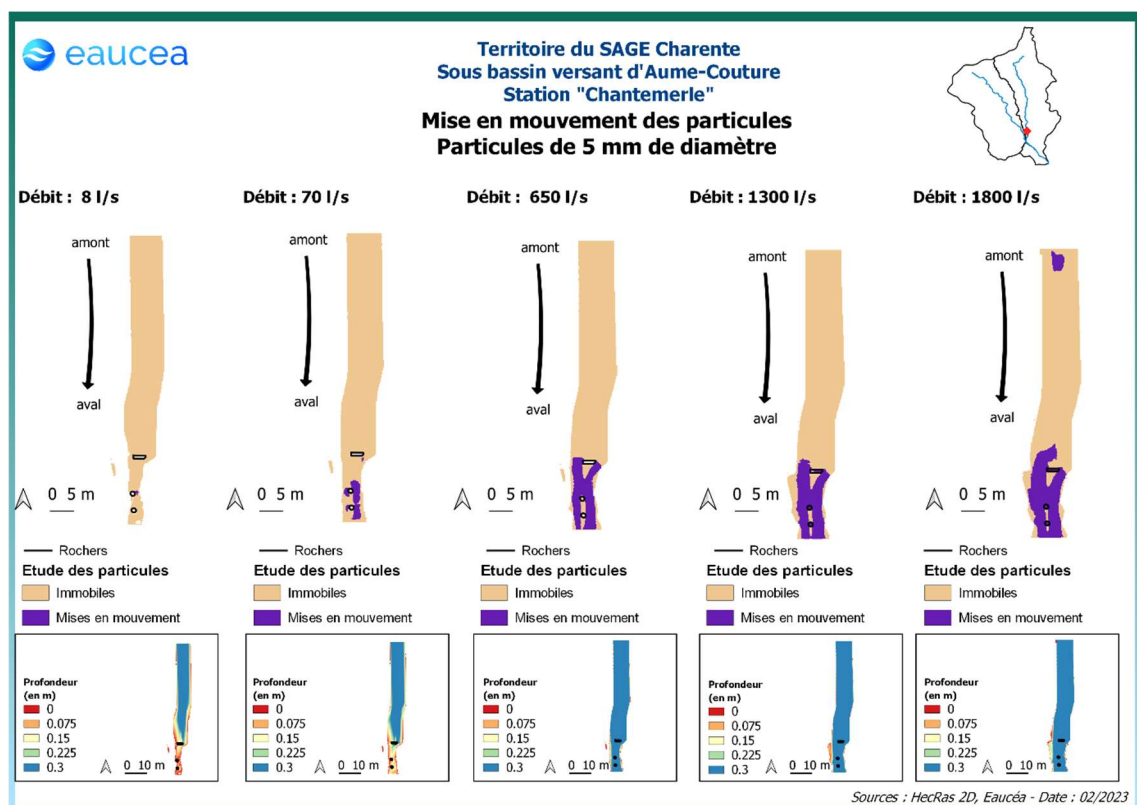 eaucea
Territoire du SAGE Charente
Sous bassin versant d'Aume-Couture
Station "Chantemerle"
Mise en mouvement des particules
Particules de 5 mm de diamètre
Débit : 8 l/s
amont
aval
0 5 m
Rochers
Etude des particules
Immobiles
Mises en mouvement
Profondeur
(en m)
0
0.075
0.15
0.225
0.3
0 10 m
Débit : 70 l/s
amont
aval
0 5 m
Rochers
Etude des particules
Immobiles
Mises en mouvement
Profondeur
(en m)
0
0.075
0.15
0.225
0.3
0 10 m
Débit : 650 l/s
amont
aval
0 5 m
Rochers
Etude des particules
Immobiles
Mises en mouvement
Profondeur
(en m)
0
0.075
0.15
0.225
0.3
0 10 m
Débit : 1300 l/s
amont
aval
0 5 m
Rochers
Etude des particules
Immobiles
Mises en mouvement
Profondeur
(en m)
0
0.075
0.15
0.225
0.3
0 10 m
Débit : 1800 l/s
amont
aval
0 5 m
Rochers
Etude des particules
Immobiles
Mises en mouvement
Profondeur
(en m)
0
0.075
0.15
0.225
0.3
0 10 m
Sources : HecRas 2D, Eaucéa - Date : 02/2023